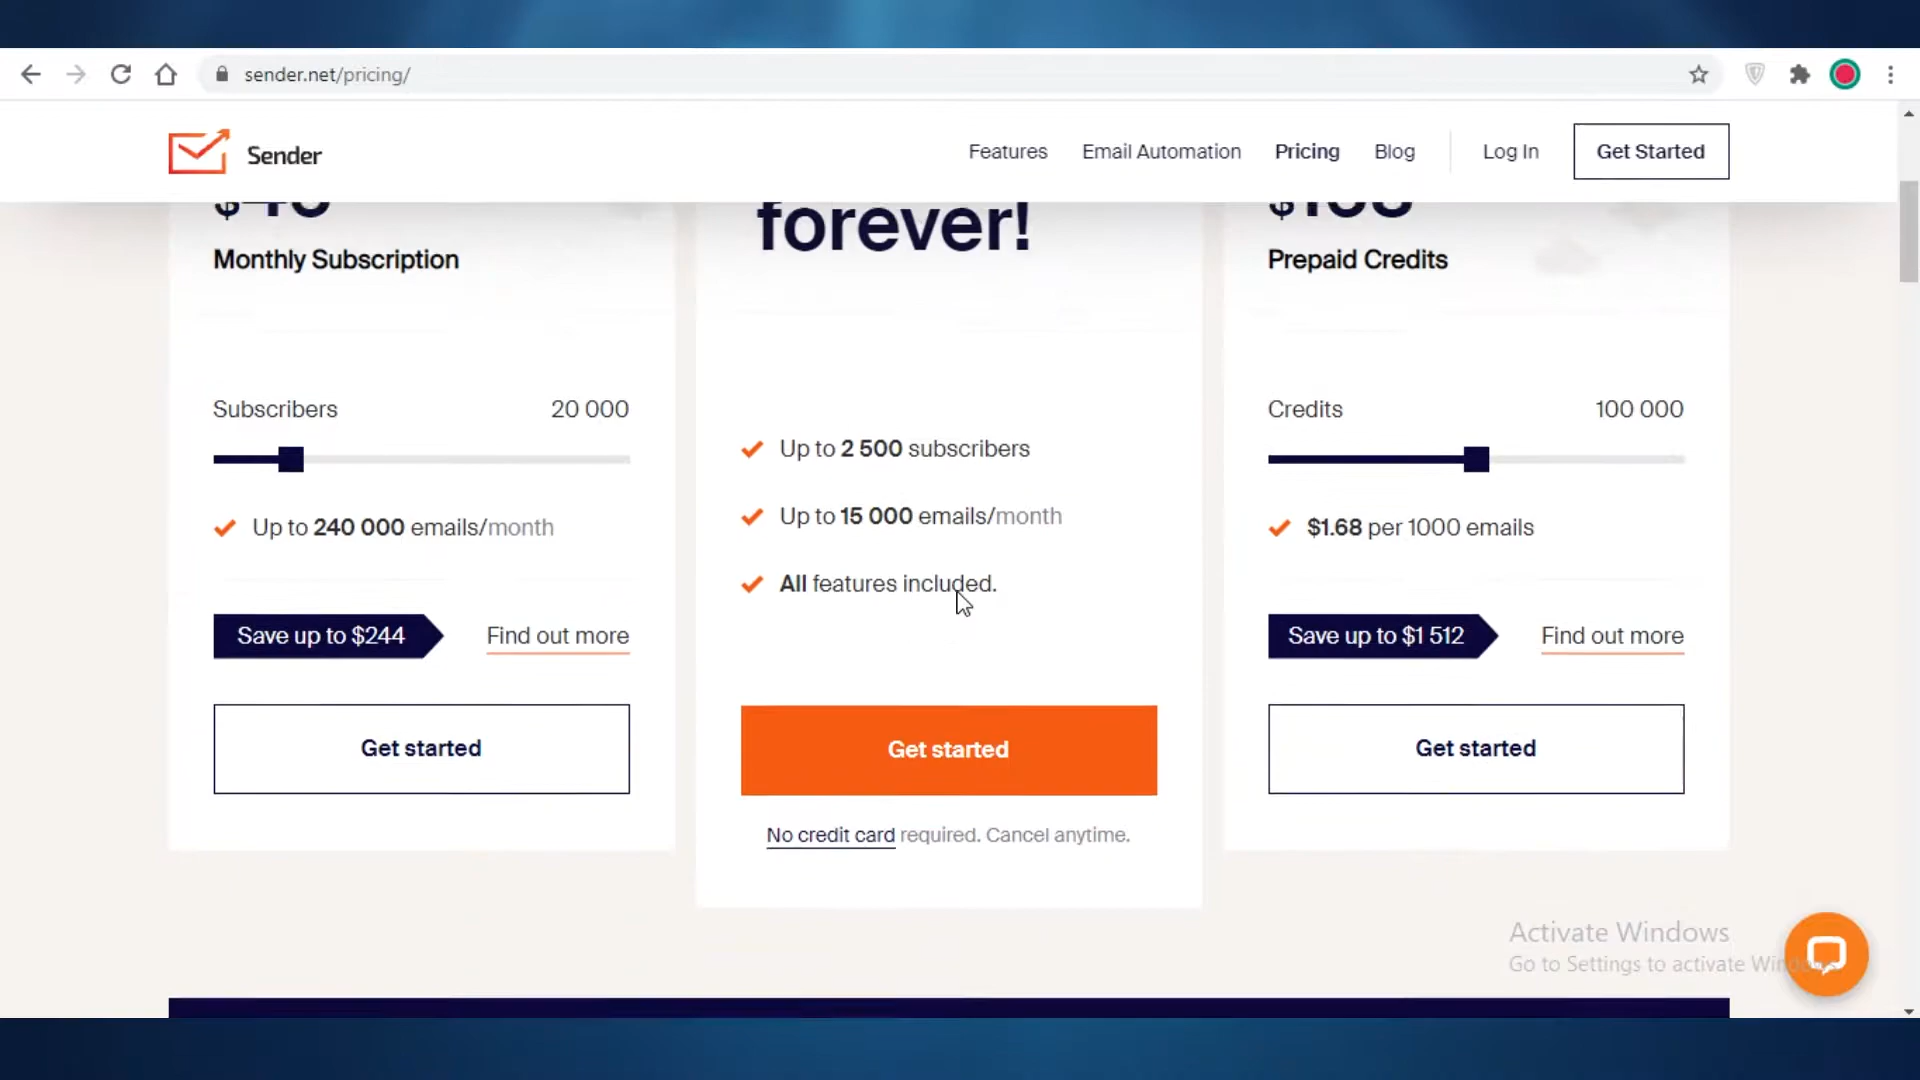 sender.net/pricing/
Sender
Features
Email Automation
Pricing
Blog
Log In
Get Started
Monthly Subscription
Subscribers
20 000
Up to 240 000 emails/month
Save up to $244
Find out more
Get started
forever!
Up to 2 500 subscribers
Up to 15 000 emails/month
All features included.
Get started
No credit card required. Cancel anytime.
Prepaid Credits
Credits
100 000
$1.68 per 1000 emails
Save up to $1 512
Find out more
Get started
Activate Windows
Go to Settings to activate Windows.